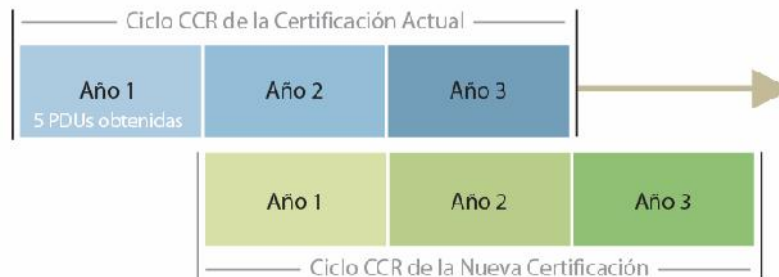 Ciclo CCR de la Certificación Actual
Año 1 Año 2 Año 3
5 PDUs obtenidas
Año 1 Año 2 Año 3
Ciclo CCR de la Nueva Certificación